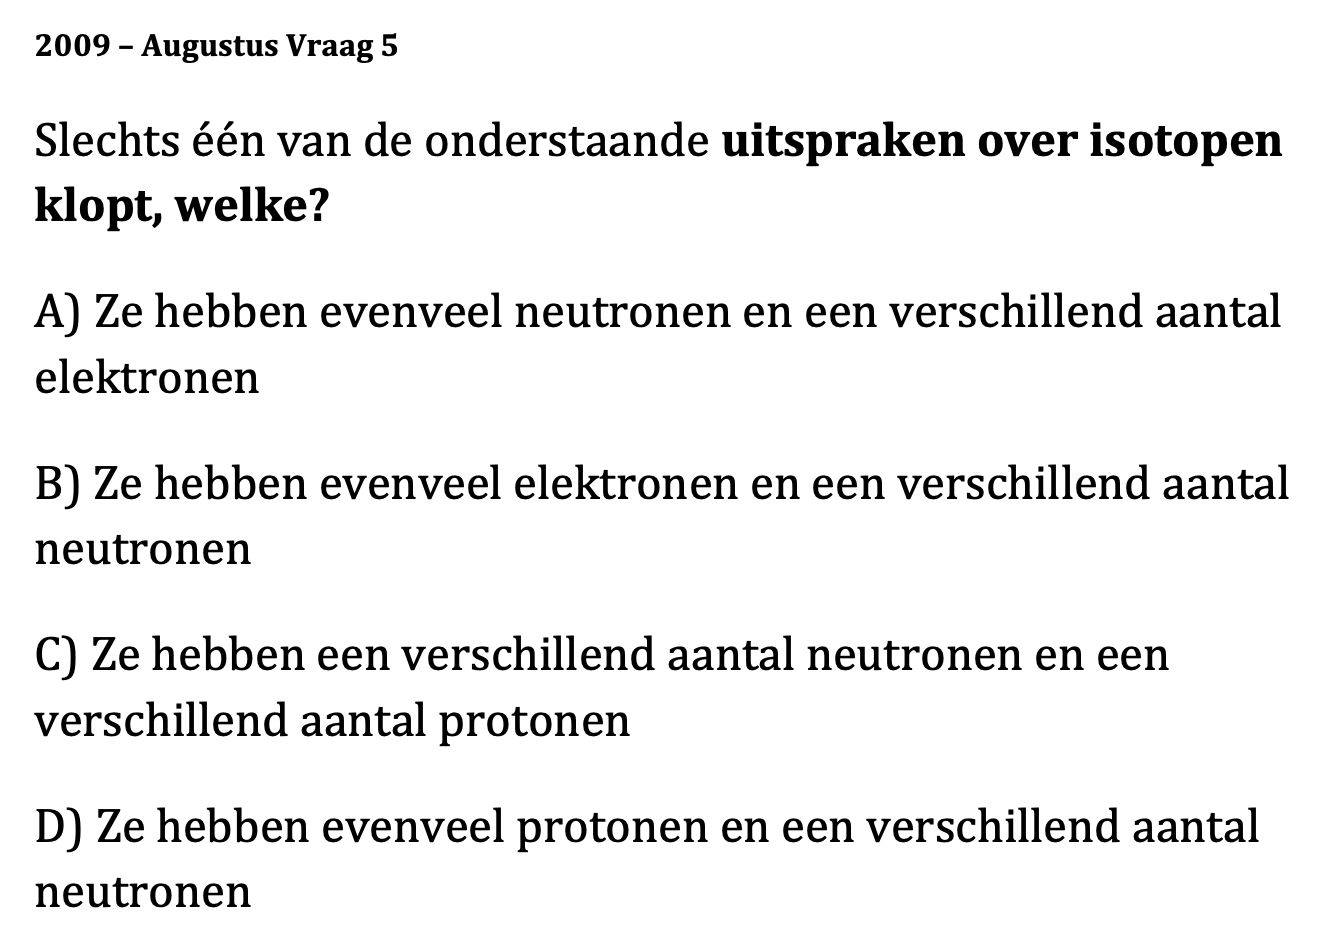 2009 – Augustus Vraag 5
Slechts één van de onderstaande uitspraken over isotopen
klopt, welke?
A) Ze hebben evenveel neutronen en een verschillend aantal
elektronen
B) Ze hebben evenveel elektronen en een verschillend aantal
neutronen
C) Ze hebben een verschillend aantal neutronen en een
verschillend aantal protonen
D) Ze hebben evenveel protonen en een verschillend aantal
neutronen